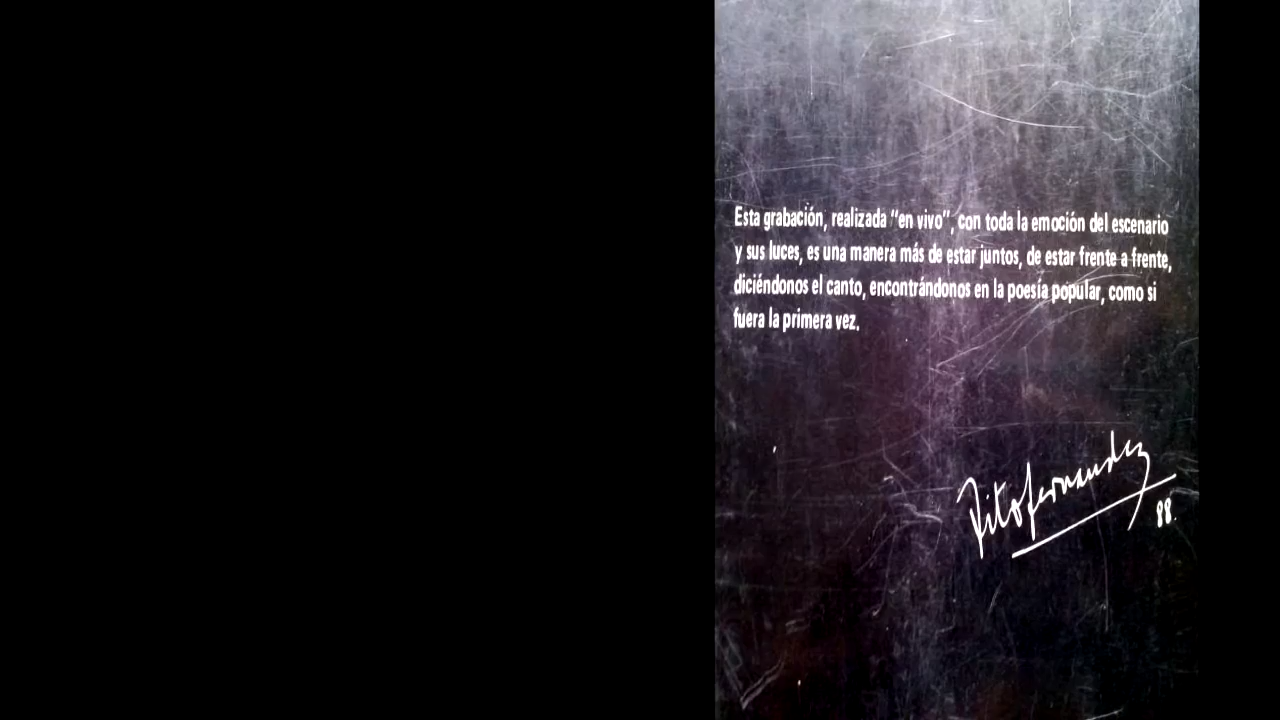 Esta grabación, realizada “en vivo”, con toda la emoción del escenario
y sus luces, es una manera más de estar juntos, de estar frente a frente,
diciéndonos el canto, encontrándonos en la poesía popular, como si
fuera la primera vez.
Pitofernandez
88.